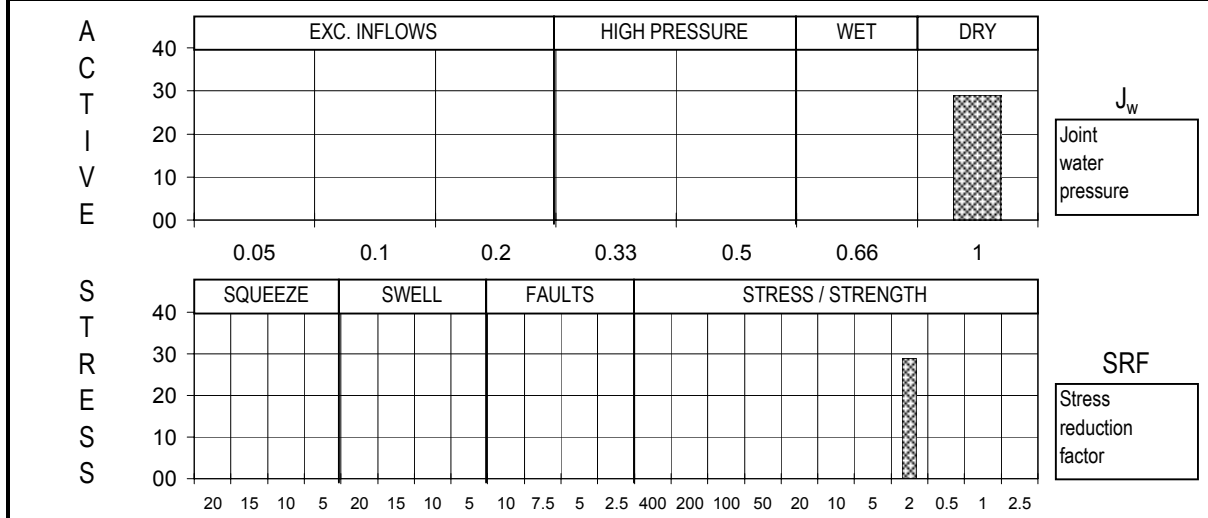 ACTIVE
STRESS
EXC. INFLOWS HIGH PRESSURE WET DRY
40
30
20
10
00
0.05 0.1 0.2 0.33 0.5 0.66 1
Jw
Joint
water
pressure
SQUEEZE SWELL FAULTS STRESS / STRENGTH
40
30
20
10
00
20 15 10 5 20 15 10 5 10 7.5 5 2.5 400 200 100 50 20 10 5 2 0.5 1 2.5
SRF
Stress
reduction
factor